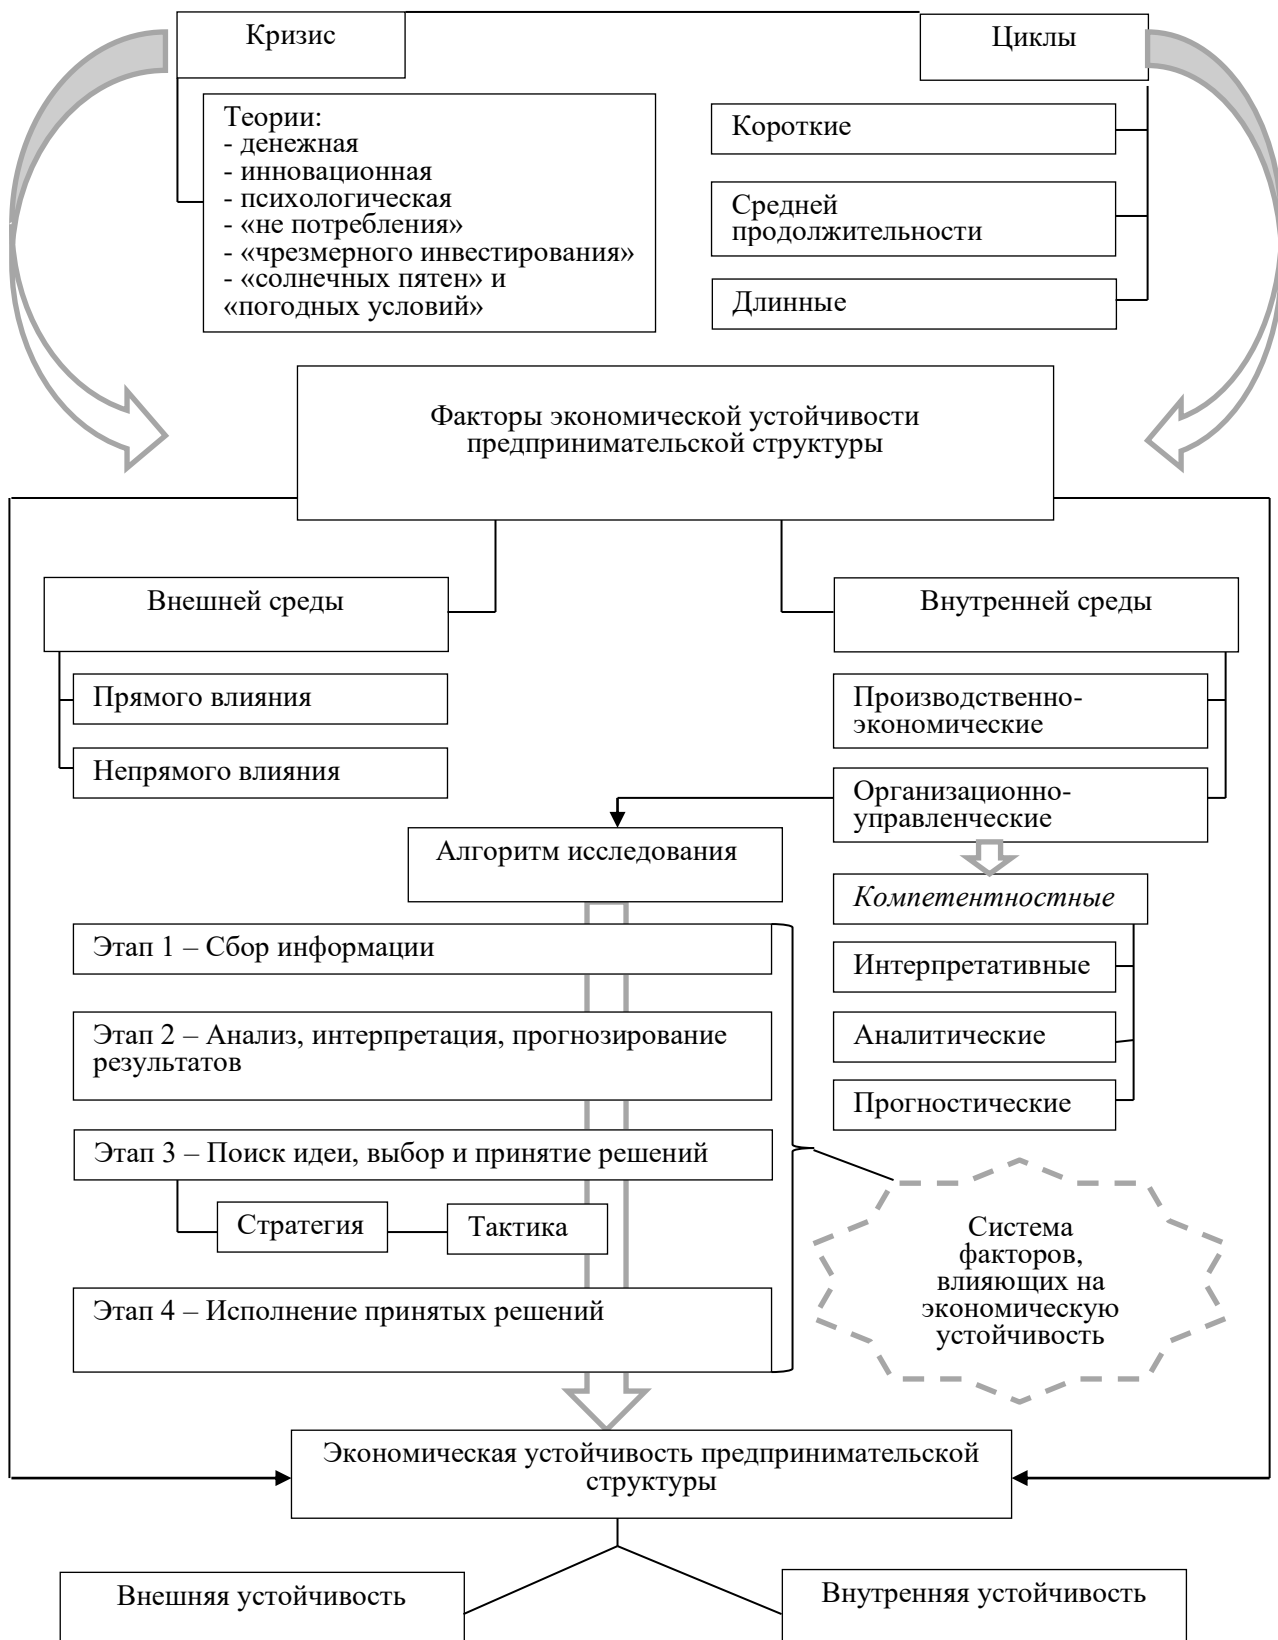 Кризис
Циклы
Теории:
- денежная
- инновационная
- психологическая
- «не потребления»
- «чрезмерного инвестирования»
- «солнечных пятен» и
«погодных условий»
Короткие
Средней
продолжительности
Длинные
Факторы экономической устойчивости
предпринимательской структуры
Внешней среды
Прямого влияния
Непрямого влияния
Внутренней среды
Производственно-
экономические
Организационно-
управленческие
Алгоритм исследования
Компетентностные
Интерпретативные
Аналитические
Прогностические
Этап 1 – Сбор информации
Этап 2 – Анализ, интерпретация, прогнозирование
результатов
Этап 3 – Поиск идеи, выбор и принятие решений
Стратегия
Тактика
Этап 4 – Исполнение принятых решений
Система
факторов,
влияющих на
экономическую
устойчивость
Экономическая устойчивость предпринимательской
структуры
Внешняя устойчивость
Внутренняя устойчивость